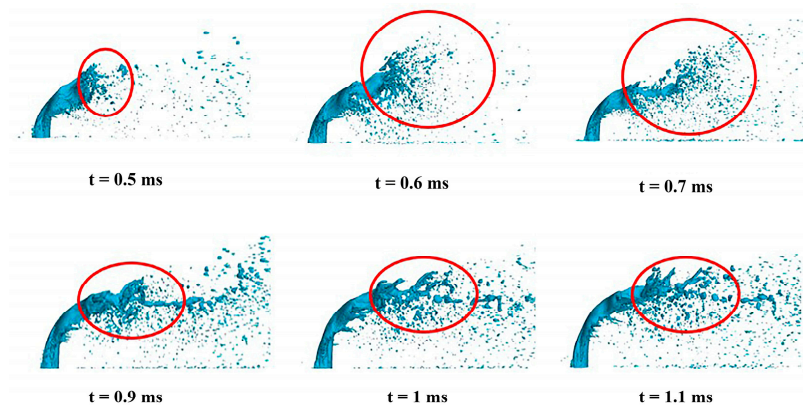 t = 0.5 ms
t = 0.6 ms
t = 0.7 ms
t = 0.9 ms
t = 1 ms
t = 1.1 ms